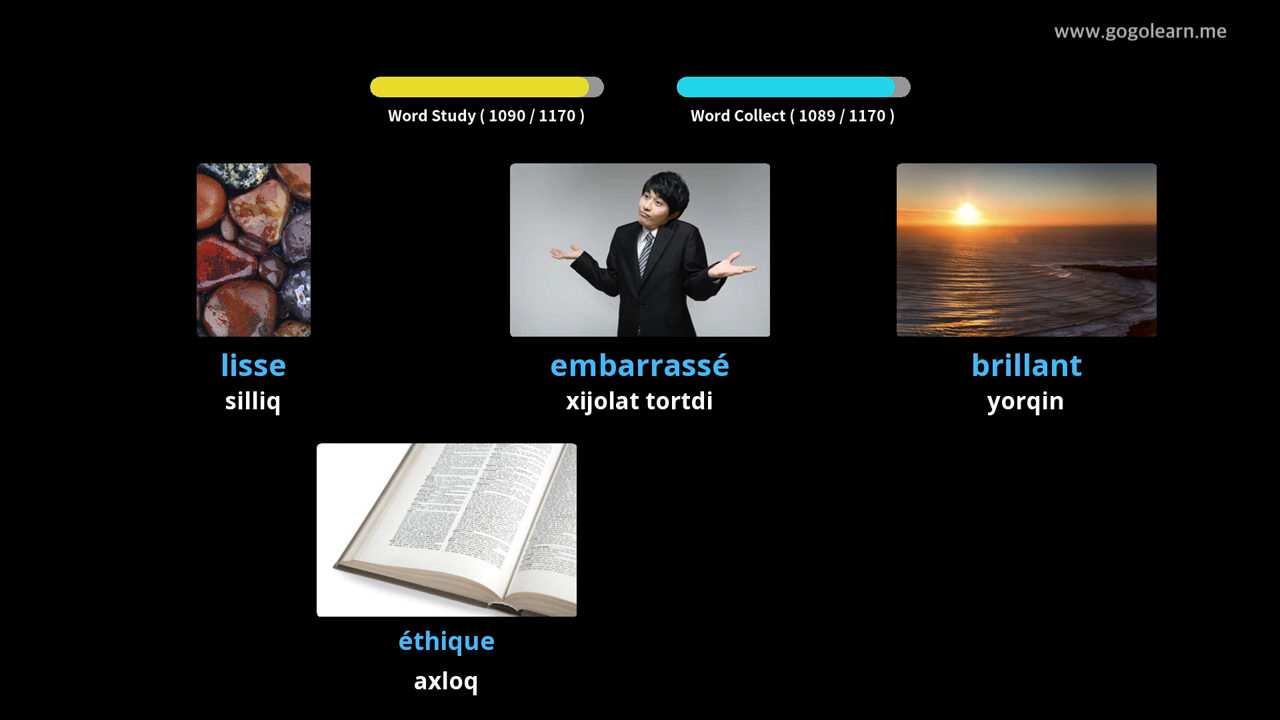 www.gogolearn.me
Word Study ( 1090 / 1170 )
Word Collect ( 1089 / 1170 )
lisse
silliq
embarrassé
xijolat tortdi
brillant
yorqin
éthique
axloq